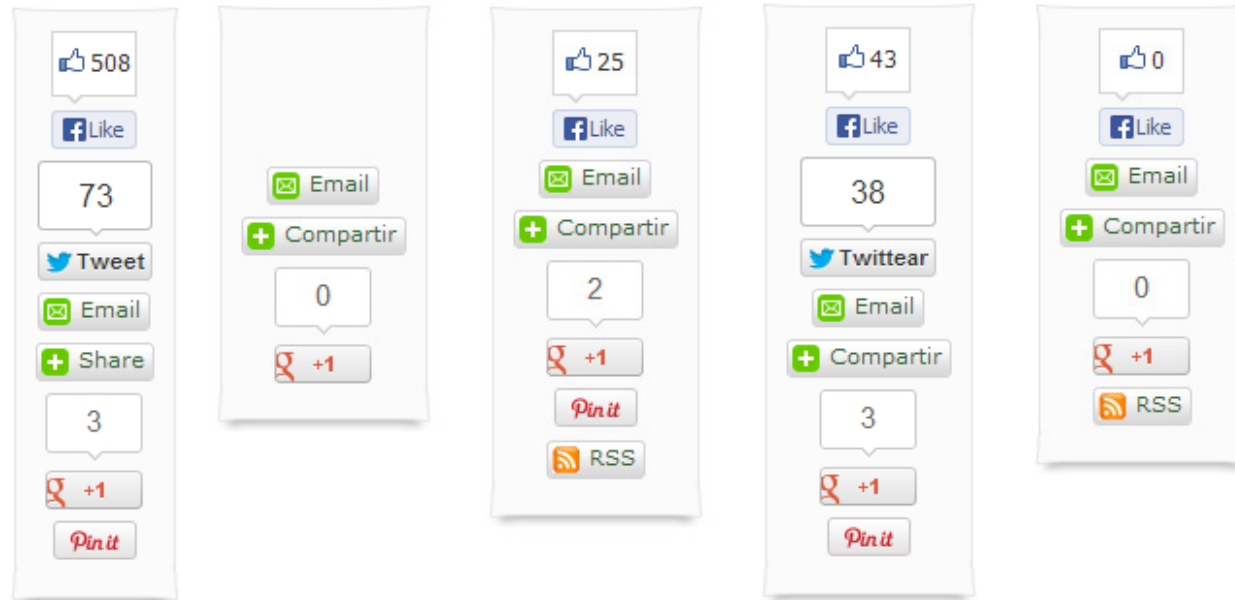 508
Like
73
Tweet
Email
Share
3
g +1
Pin it
Email
Compartir
0
g +1
25
Like
Email
Compartir
2
g +1
Pin it
RSS
43
Like
38
Twittear
Email
Compartir
3
g +1
Pin it
0
Like
Email
Compartir
0
g +1
RSS